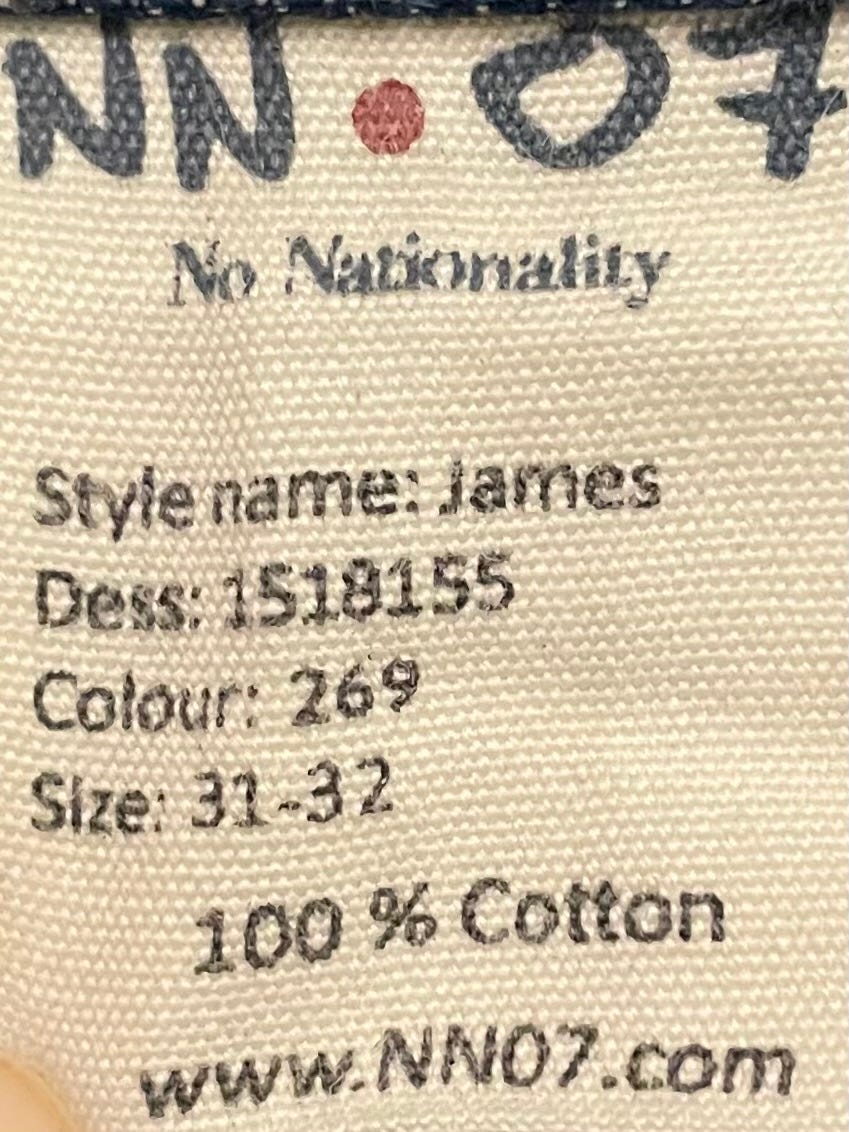 NN • 07
No Nationality
Style name: James
Dess: 1518155
Colour: 269
Size: 31-32
100 % Cotton
www.NN07.com